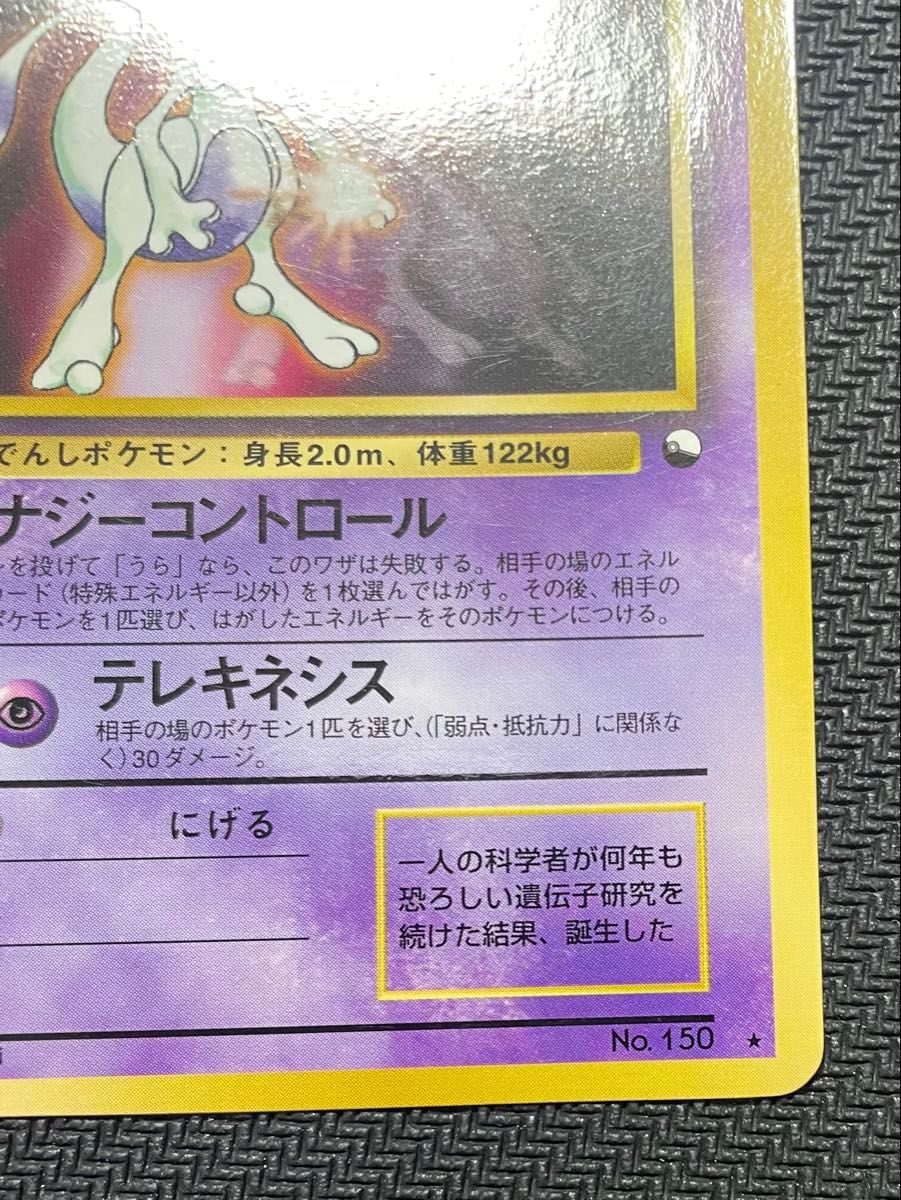 でんしポケモン：身長2.0m、体重122kg
ナジーコントロール
を投げて「うら」なら、このワザは失敗する。相手の場のエネル
カード（特殊エネルギー以外）を1枚選んではがす。その後、相手の
ポケモンを1匹選び、はがしたエネルギーをそのポケモンにつける。
テレキネシス
相手の場のポケモン1匹を選び、（「弱点・抵抗力」に関係な
く）30ダメージ。
にげる
一人の科学者が何年も
恐ろしい遺伝子研究を
続けた結果、誕生した
No. 150 ★